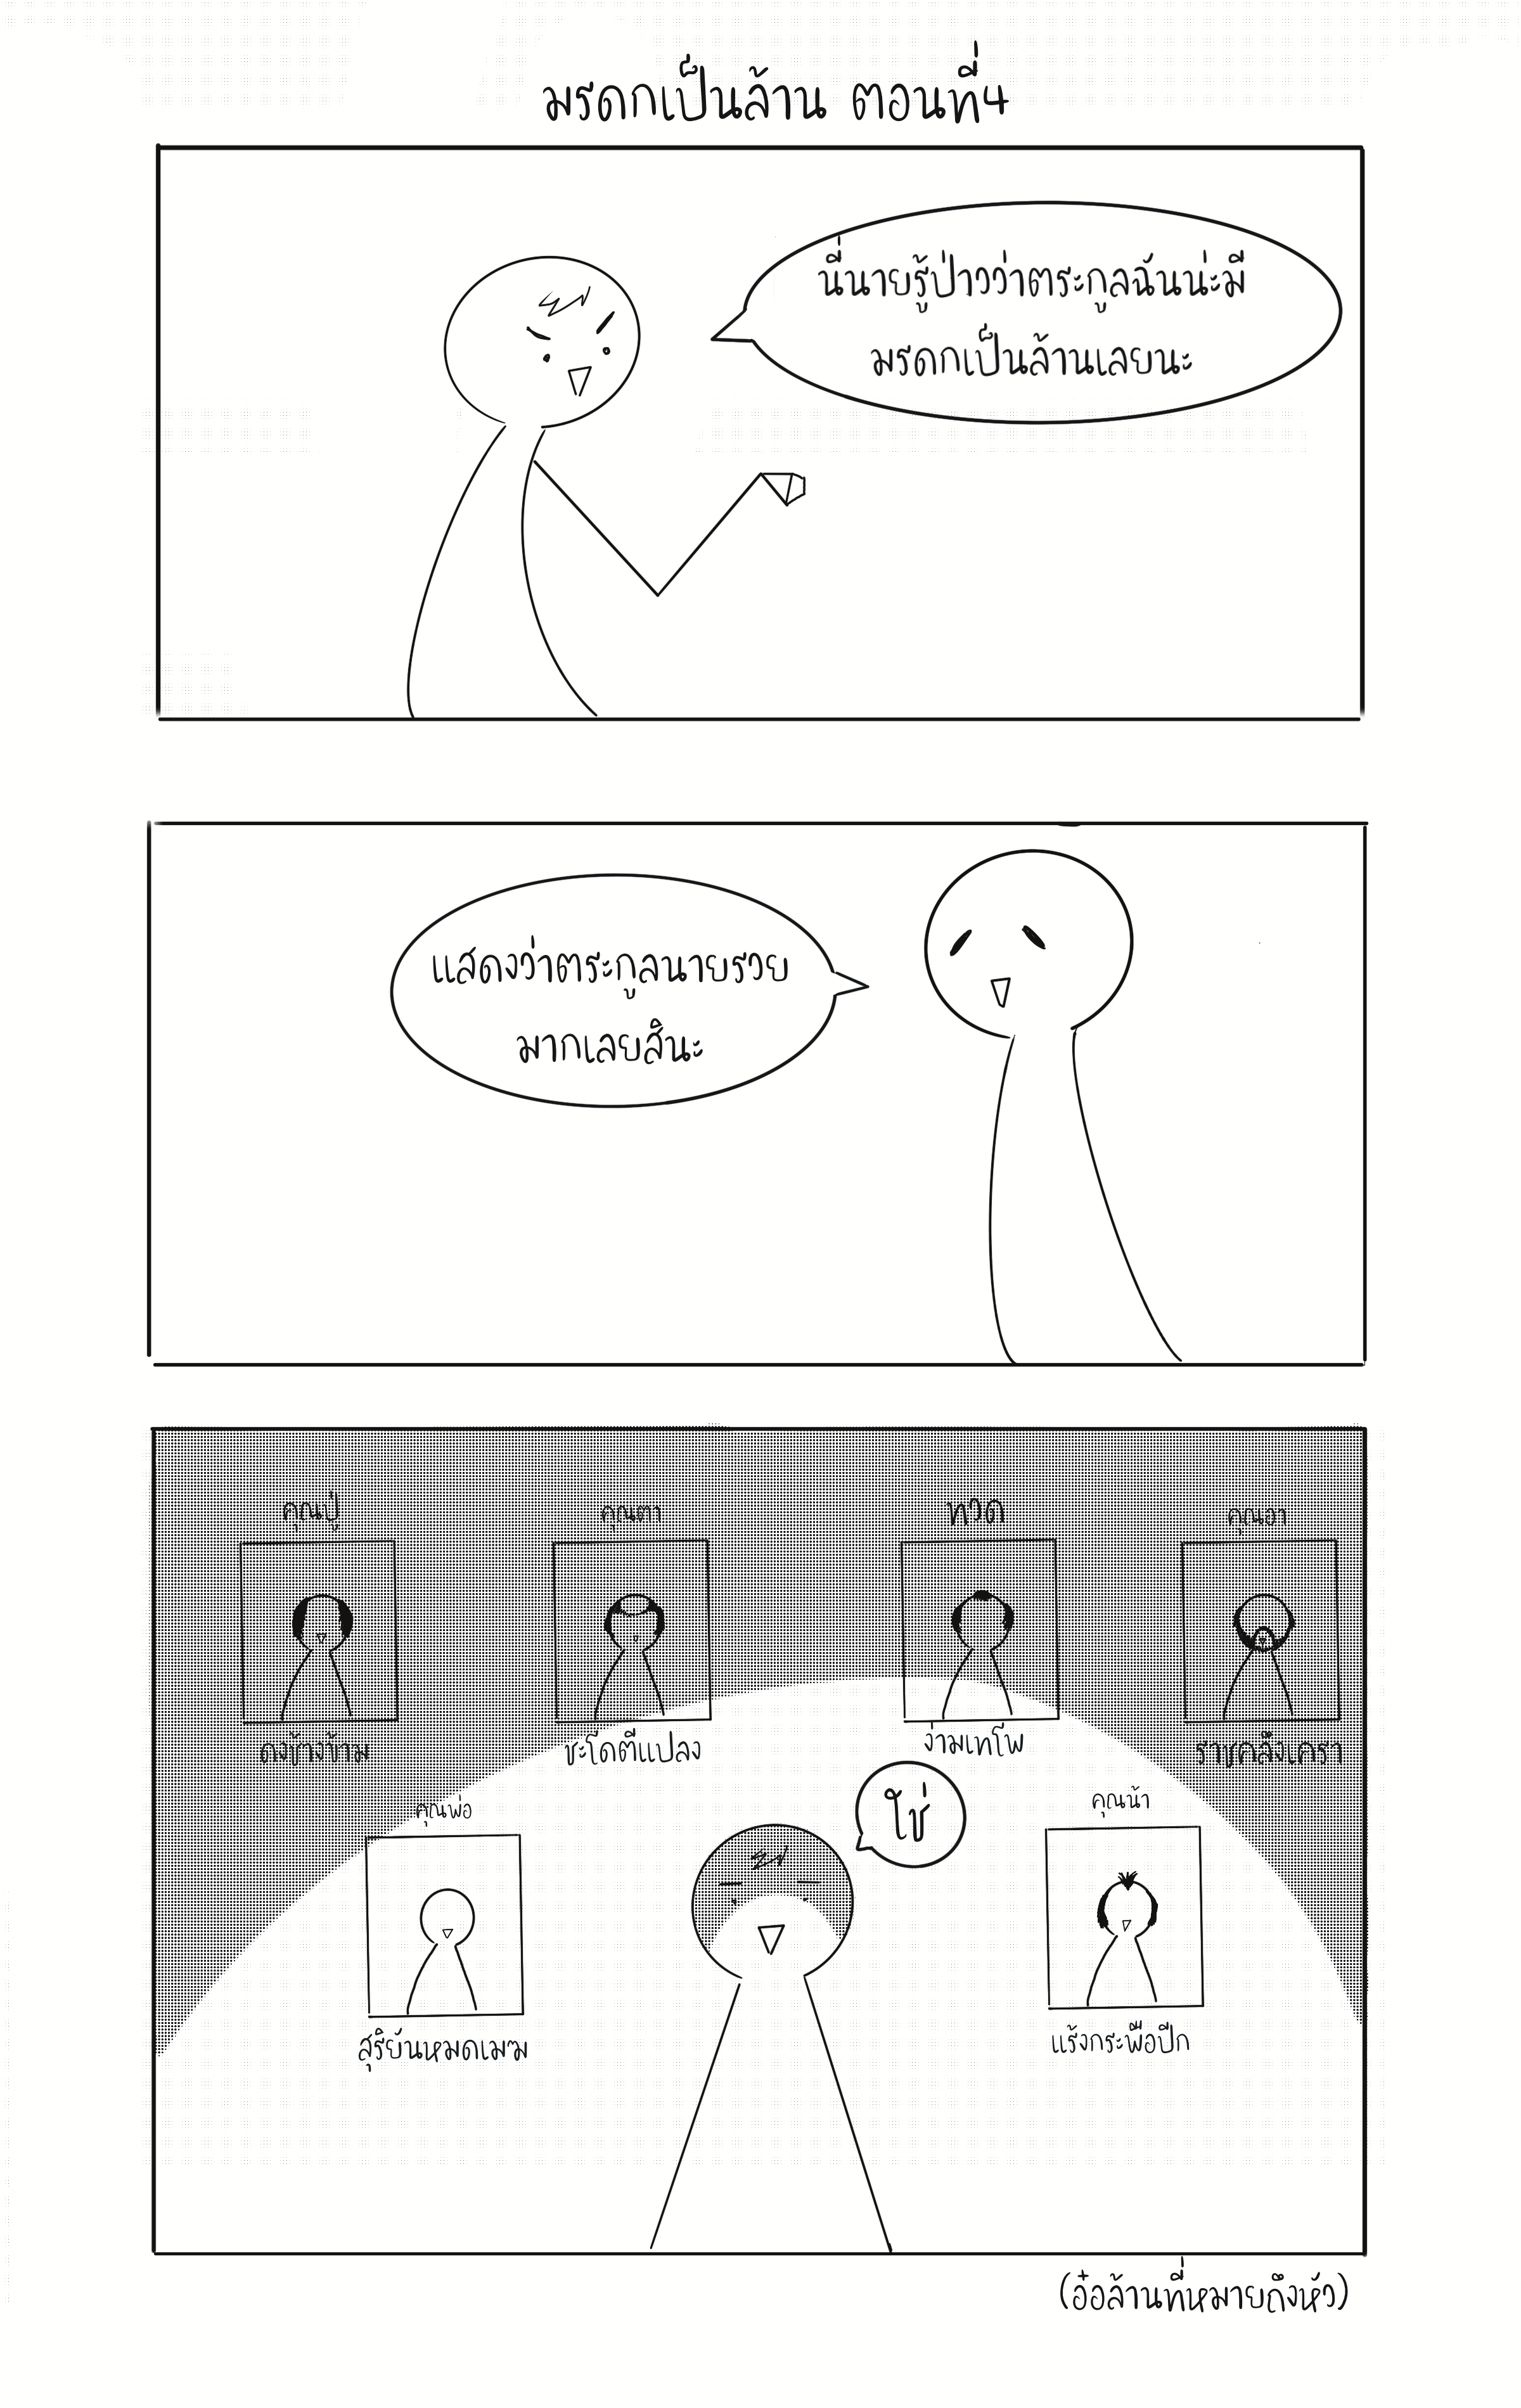 มรดกเป็นล้าน ตอนที่4
นี่นายรู้ป่าวว่าตระกูลฉันน่ะมี
มรดกเป็นล้านเลยนะ
แสดงว่าตระกูลนายรวย
มากเลยสินะ
คุณปู่
คุณตา
ทวด
คุณอา
ดงช้างข้าม
ชะโดตีแปลง
ง่ามเทโพ
ราชคลึงเครา
ใช่
คุณพ่อ
คุณน้า
สุริยันหมดเมฆ
แร้งกระพือปีก
(อ๋อล้านที่หมายถึงหัว)